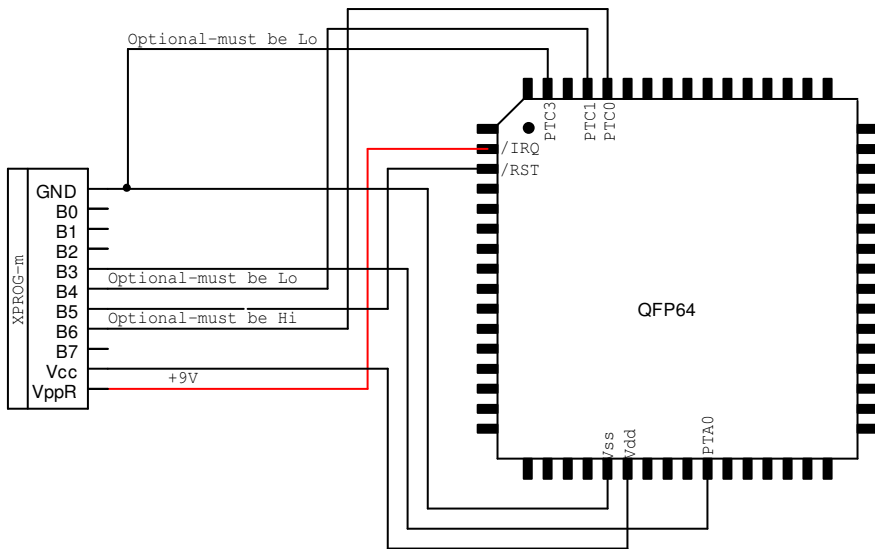 Optional-must be Lo
PTC3
PTC1
PTC0
/IRQ
/RST
XPROG-m
GND
B0
B1
B2
B3
Optional-must be Lo
B4
B5
Optional-must be Hi
B6
B7
Vcc
+9V
VppR
QFP64
Vss
Vdd
PTA0